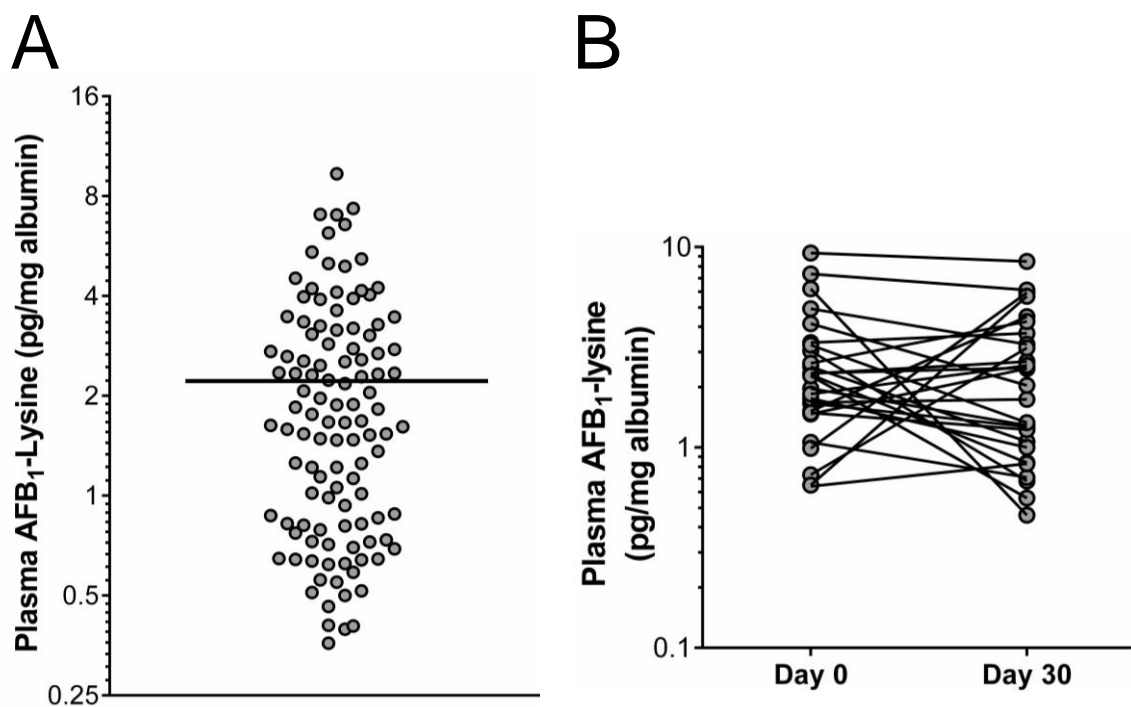 A
Plasma AFB1-Lysine (pg/mg albumin)
16
8
4
2
1
0.5
0.25
B
Plasma AFB1-lysine
(pg/mg albumin)
10
1
0.1
Day 0
Day 30